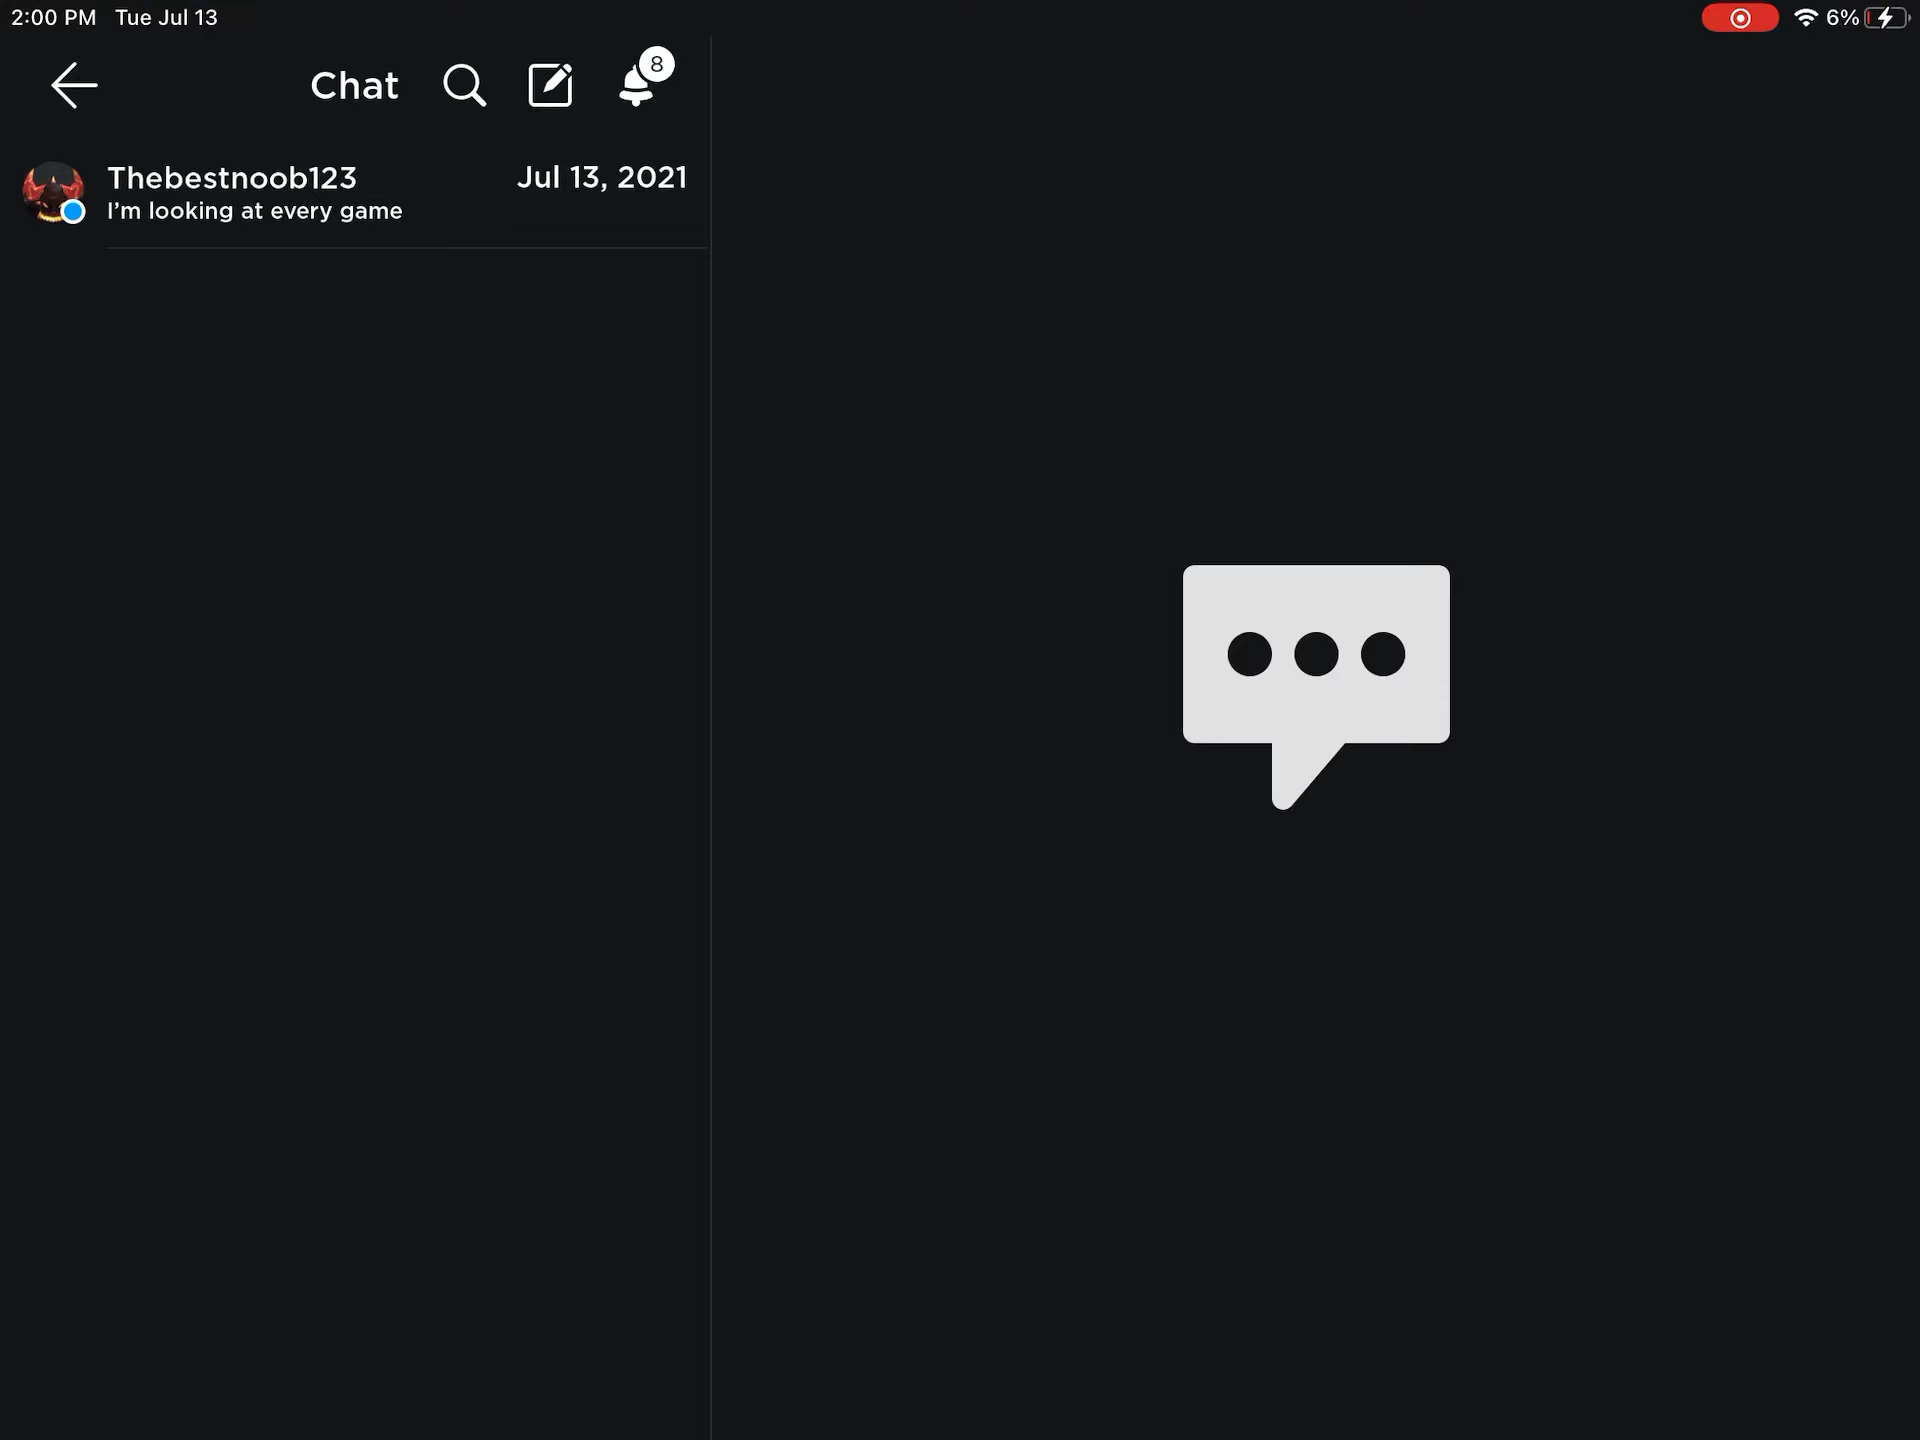 2:00 PM Tue Jul 13
6%
Chat
8
Thebestnoob123
Jul 13, 2021
I’m looking at every game